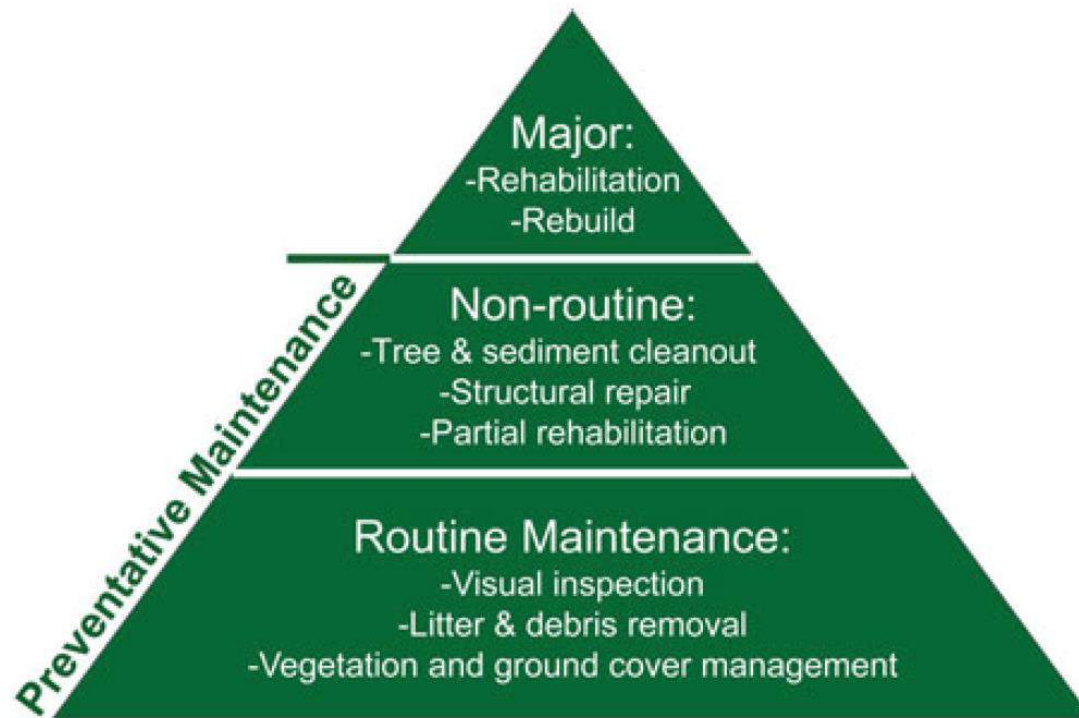 Major:
-Rehabilitation
-Rebuild
Non-routine:
-Tree & sediment cleanout
-Structural repair
-Partial rehabilitation
Routine Maintenance:
-Visual inspection
-Litter & debris removal
-Vegetation and ground cover management
Preventative Maintenance